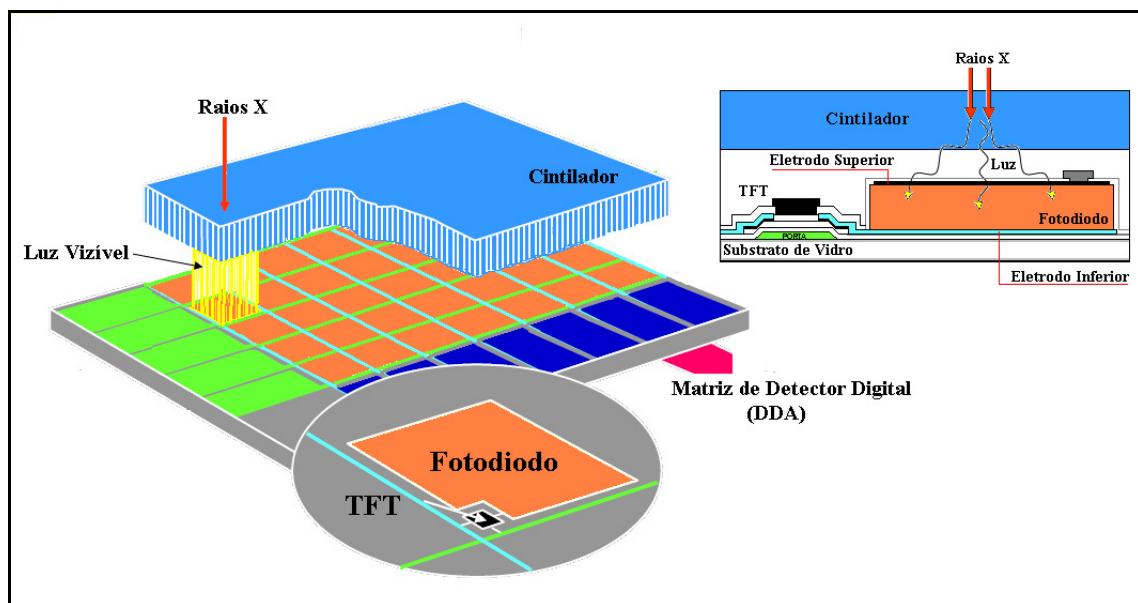 Raios X
Cintilador
Luz Vizível
Matriz de Detector Digital
(DDA)
Fotodiodo
TFT
Raios X
Cintilador
Eletrodo Superior
Luz
TFT
Fotodiodo
PORTA
Substrato de Vidro
Eletrodo Inferior